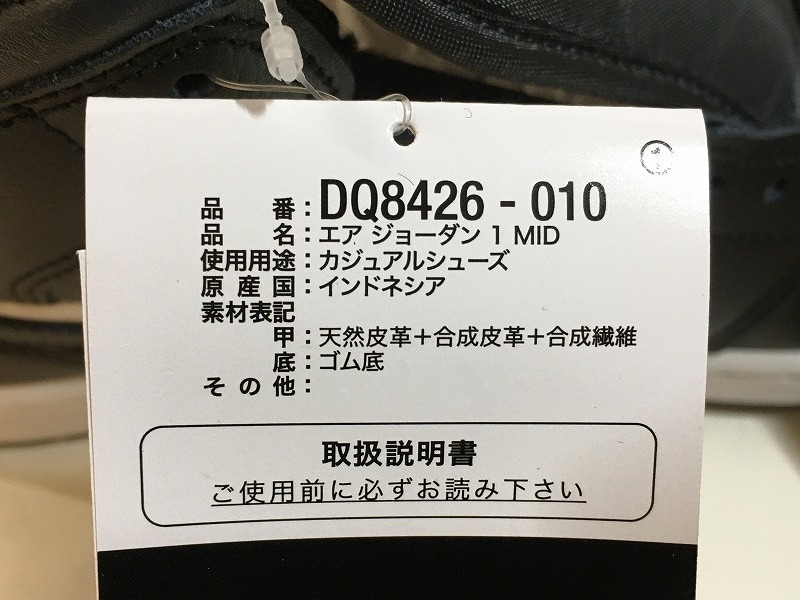 品番：DQ8426 - 010
品名：エア ジョーダン 1 MID
使用用途：カジュアルシューズ
原産国：インドネシア
素材表記
甲：天然皮革＋合成皮革＋合成繊維
底：ゴム底
その他：
取扱説明書
ご使用前に必ずお読み下さい